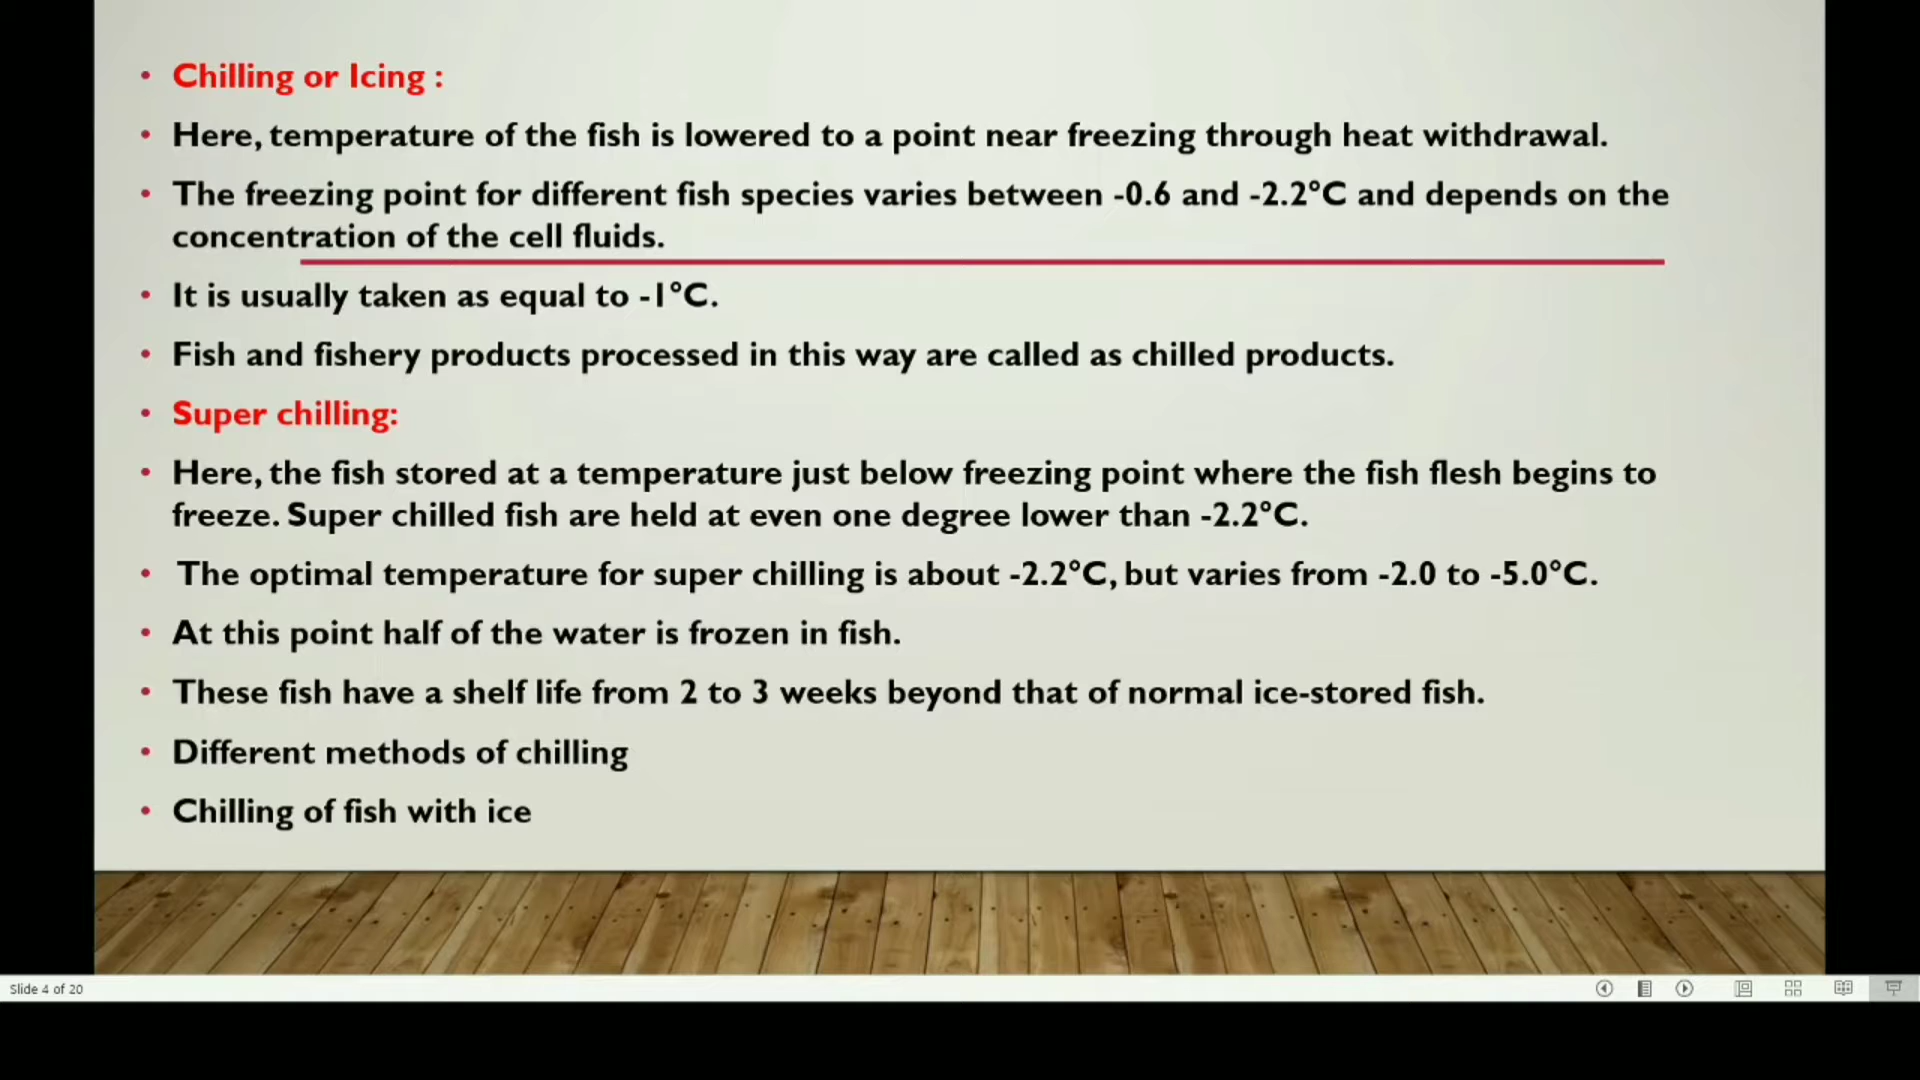 • Chilling or Icing :
• Here, temperature of the fish is lowered to a point near freezing through heat withdrawal.
• The freezing point for different fish species varies between -0.6 and -2.2°C and depends on the
concentration of the cell fluids.
• It is usually taken as equal to -1°C.
• Fish and fishery products processed in this way are called as chilled products.
• Super chilling:
• Here, the fish stored at a temperature just below freezing point where the fish flesh begins to
freeze. Super chilled fish are held at even one degree lower than -2.2°C.
• The optimal temperature for super chilling is about -2.2°C, but varies from -2.0 to -5.0°C.
• At this point half of the water is frozen in fish.
• These fish have a shelf life from 2 to 3 weeks beyond that of normal ice-stored fish.
• Different methods of chilling
• Chilling of fish with ice
Slide 4 of 20